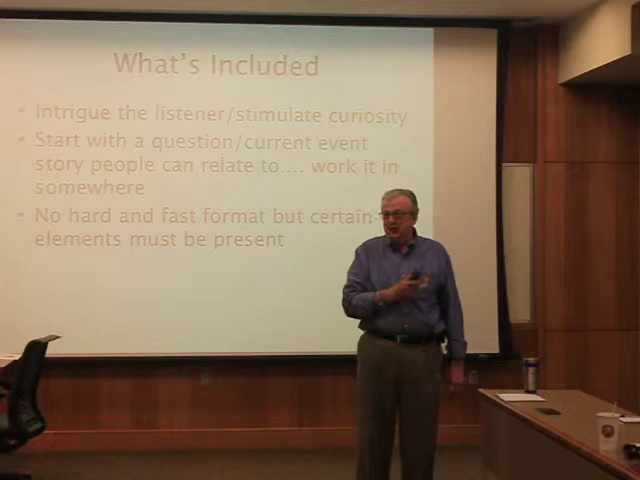 What's Included
• Intrigue the listener/stimulate curiosity
• Start with a question/current event
story people can relate to.... work it in
somewhere
• No hard and fast format but certain
elements must be present